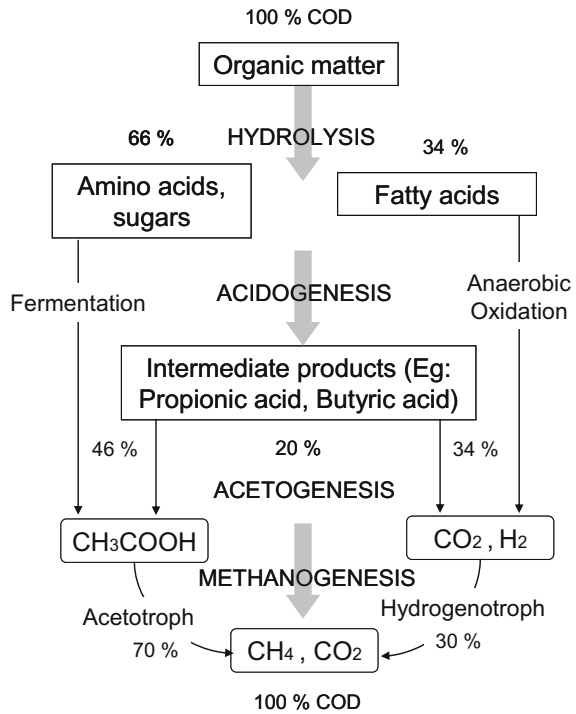 100 % COD
Organic matter
HYDROLYSIS
66 %
34 %
Amino acids,
sugars
Fatty acids
Fermentation
Anaerobic
Oxidation
ACIDOGENESIS
Intermediate products (Eg:
Propionic acid, Butyric acid)
46 %
20 %
34 %
ACETOGENESIS
CH3COOH
CO2 , H2
METHANOGENESIS
Acetotroph
70 %
Hydrogenotroph
30 %
CH4 , CO2
100 % COD